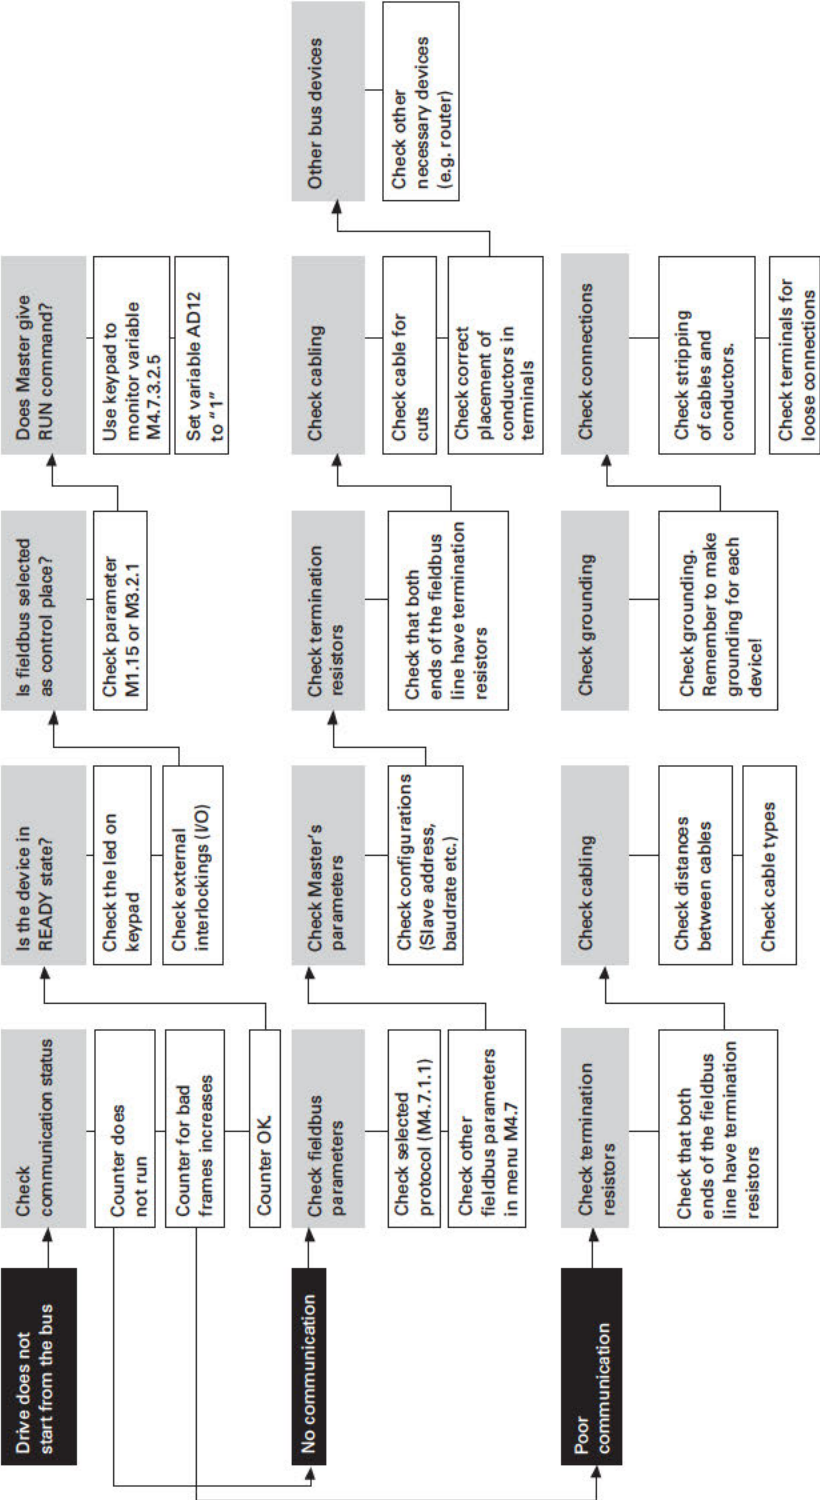 Drive does not
start from the bus
Check
communication status
Counter does
not run
Counter for bad
frames increases
Counter OK.
Is the device in
READY state?
Check the led on
keypad
Check external
interlockings (I/O)
Is fieldbus selected
as control place?
Check parameter
M1.15 or M3.2.1
Does Master give
RUN command?
Use keypad to
monitor variable
M4.7.3.2.5
Set variable AD12
to “1”
No communication
Check fieldbus
parameters
Check selected
protocol (M4.7.1.1)
Check other
fieldbus parameters
in menu M4.7
Check Master’s
parameters
Check configurations
(Slave address,
baudrate etc.)
Check termination
resistors
Check that both
ends of the fieldbus
line have termination
resistors
Check cabling
Check cable for
cuts
Check correct
placement of
conductors in
terminals
Other bus devices
Check other
necessary devices
(e.g. router)
Poor
communication
Check termination
resistors
Check that both
ends of the fieldbus
line have termination
resistors
Check cabling
Check distances
between cables
Check cable types
Check grounding
Check grounding.
Remember to make
grounding for each
device!
Check connections
Check stripping
of cables and
conductors.
Check terminals for
loose connections